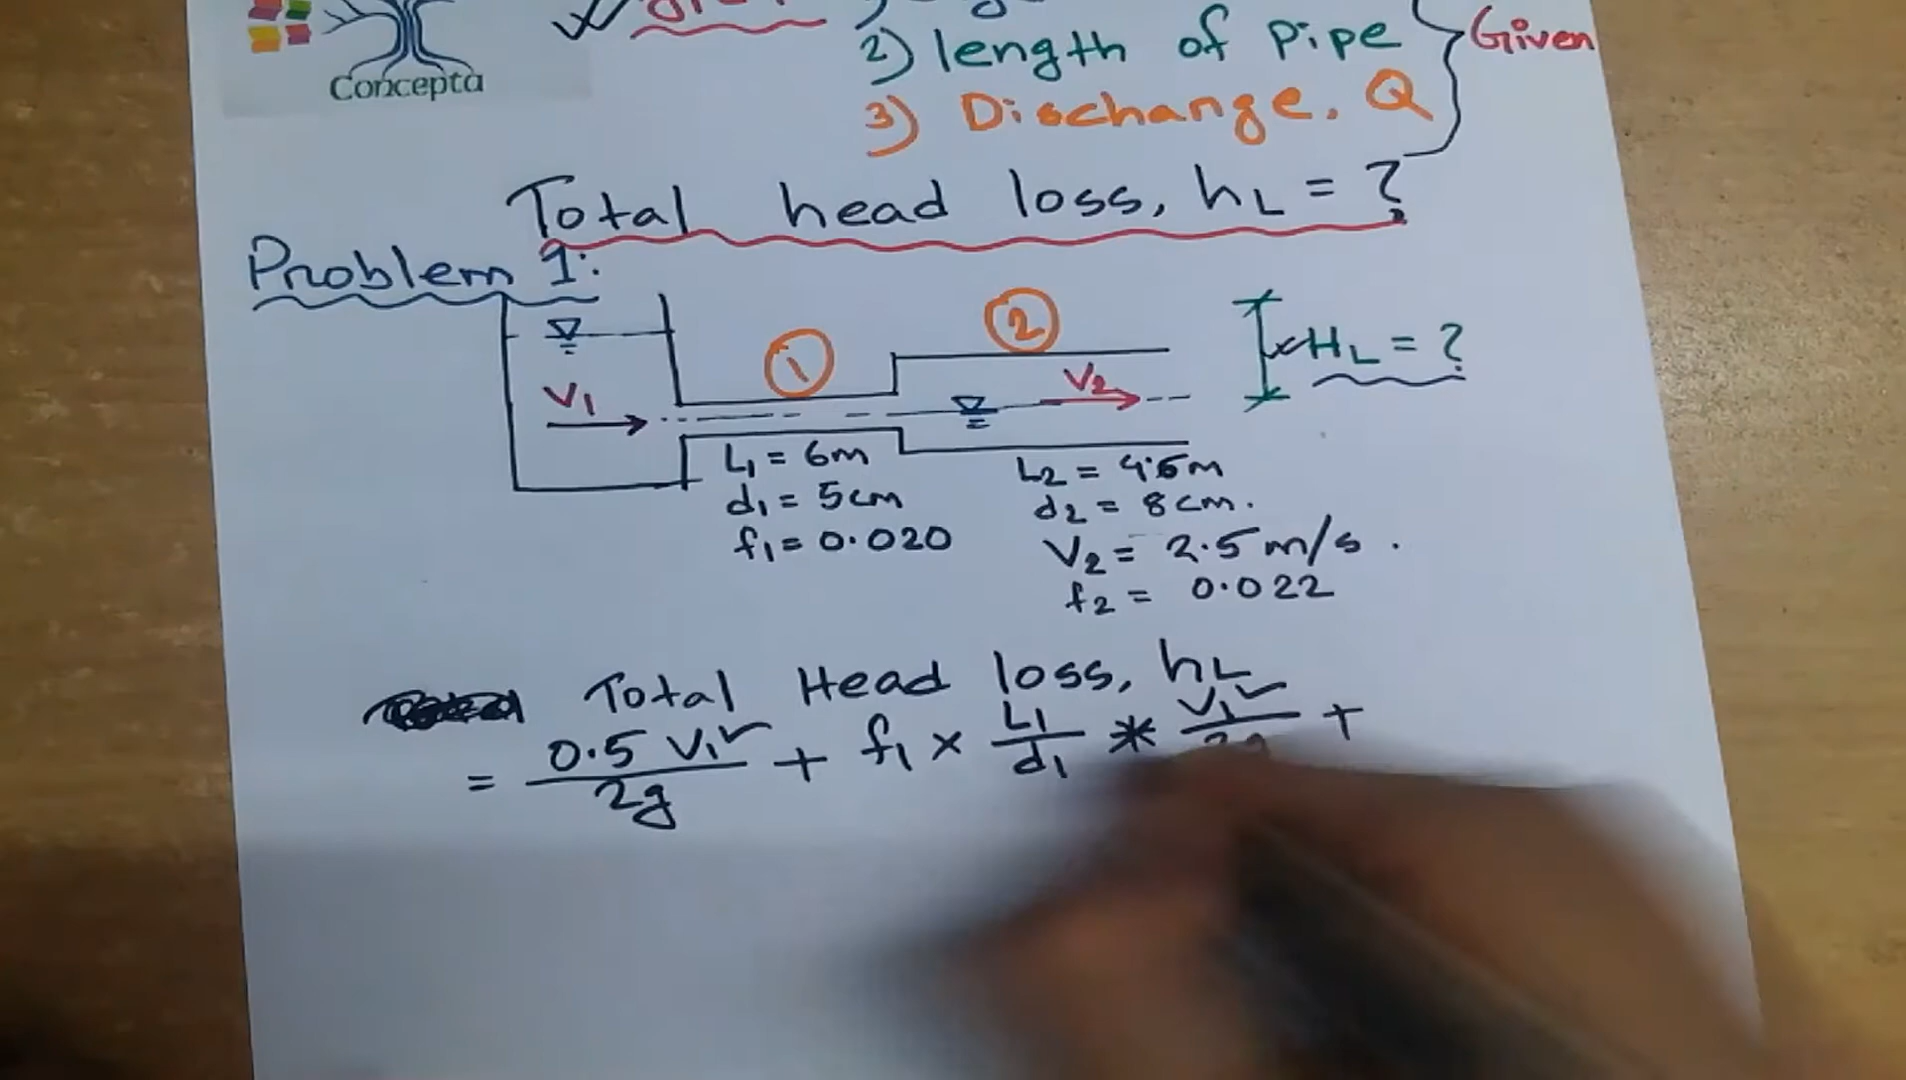 Concepta
2) length of Pipe
3) Dischange, Q
Given
Total head loss, hL = ?
Problem 1:
1
2
HL = ?
V1
V2
L1 = 6m
d1 = 5cm
f1 = 0.020
L2 = 4.5m
d2 = 8cm.
V2 = 2.5 m/s.
f2 = 0.022
Total Head loss, hL
= 0.5 V1² / 2g + f1 × L1 / d1 * V1² / 2g +